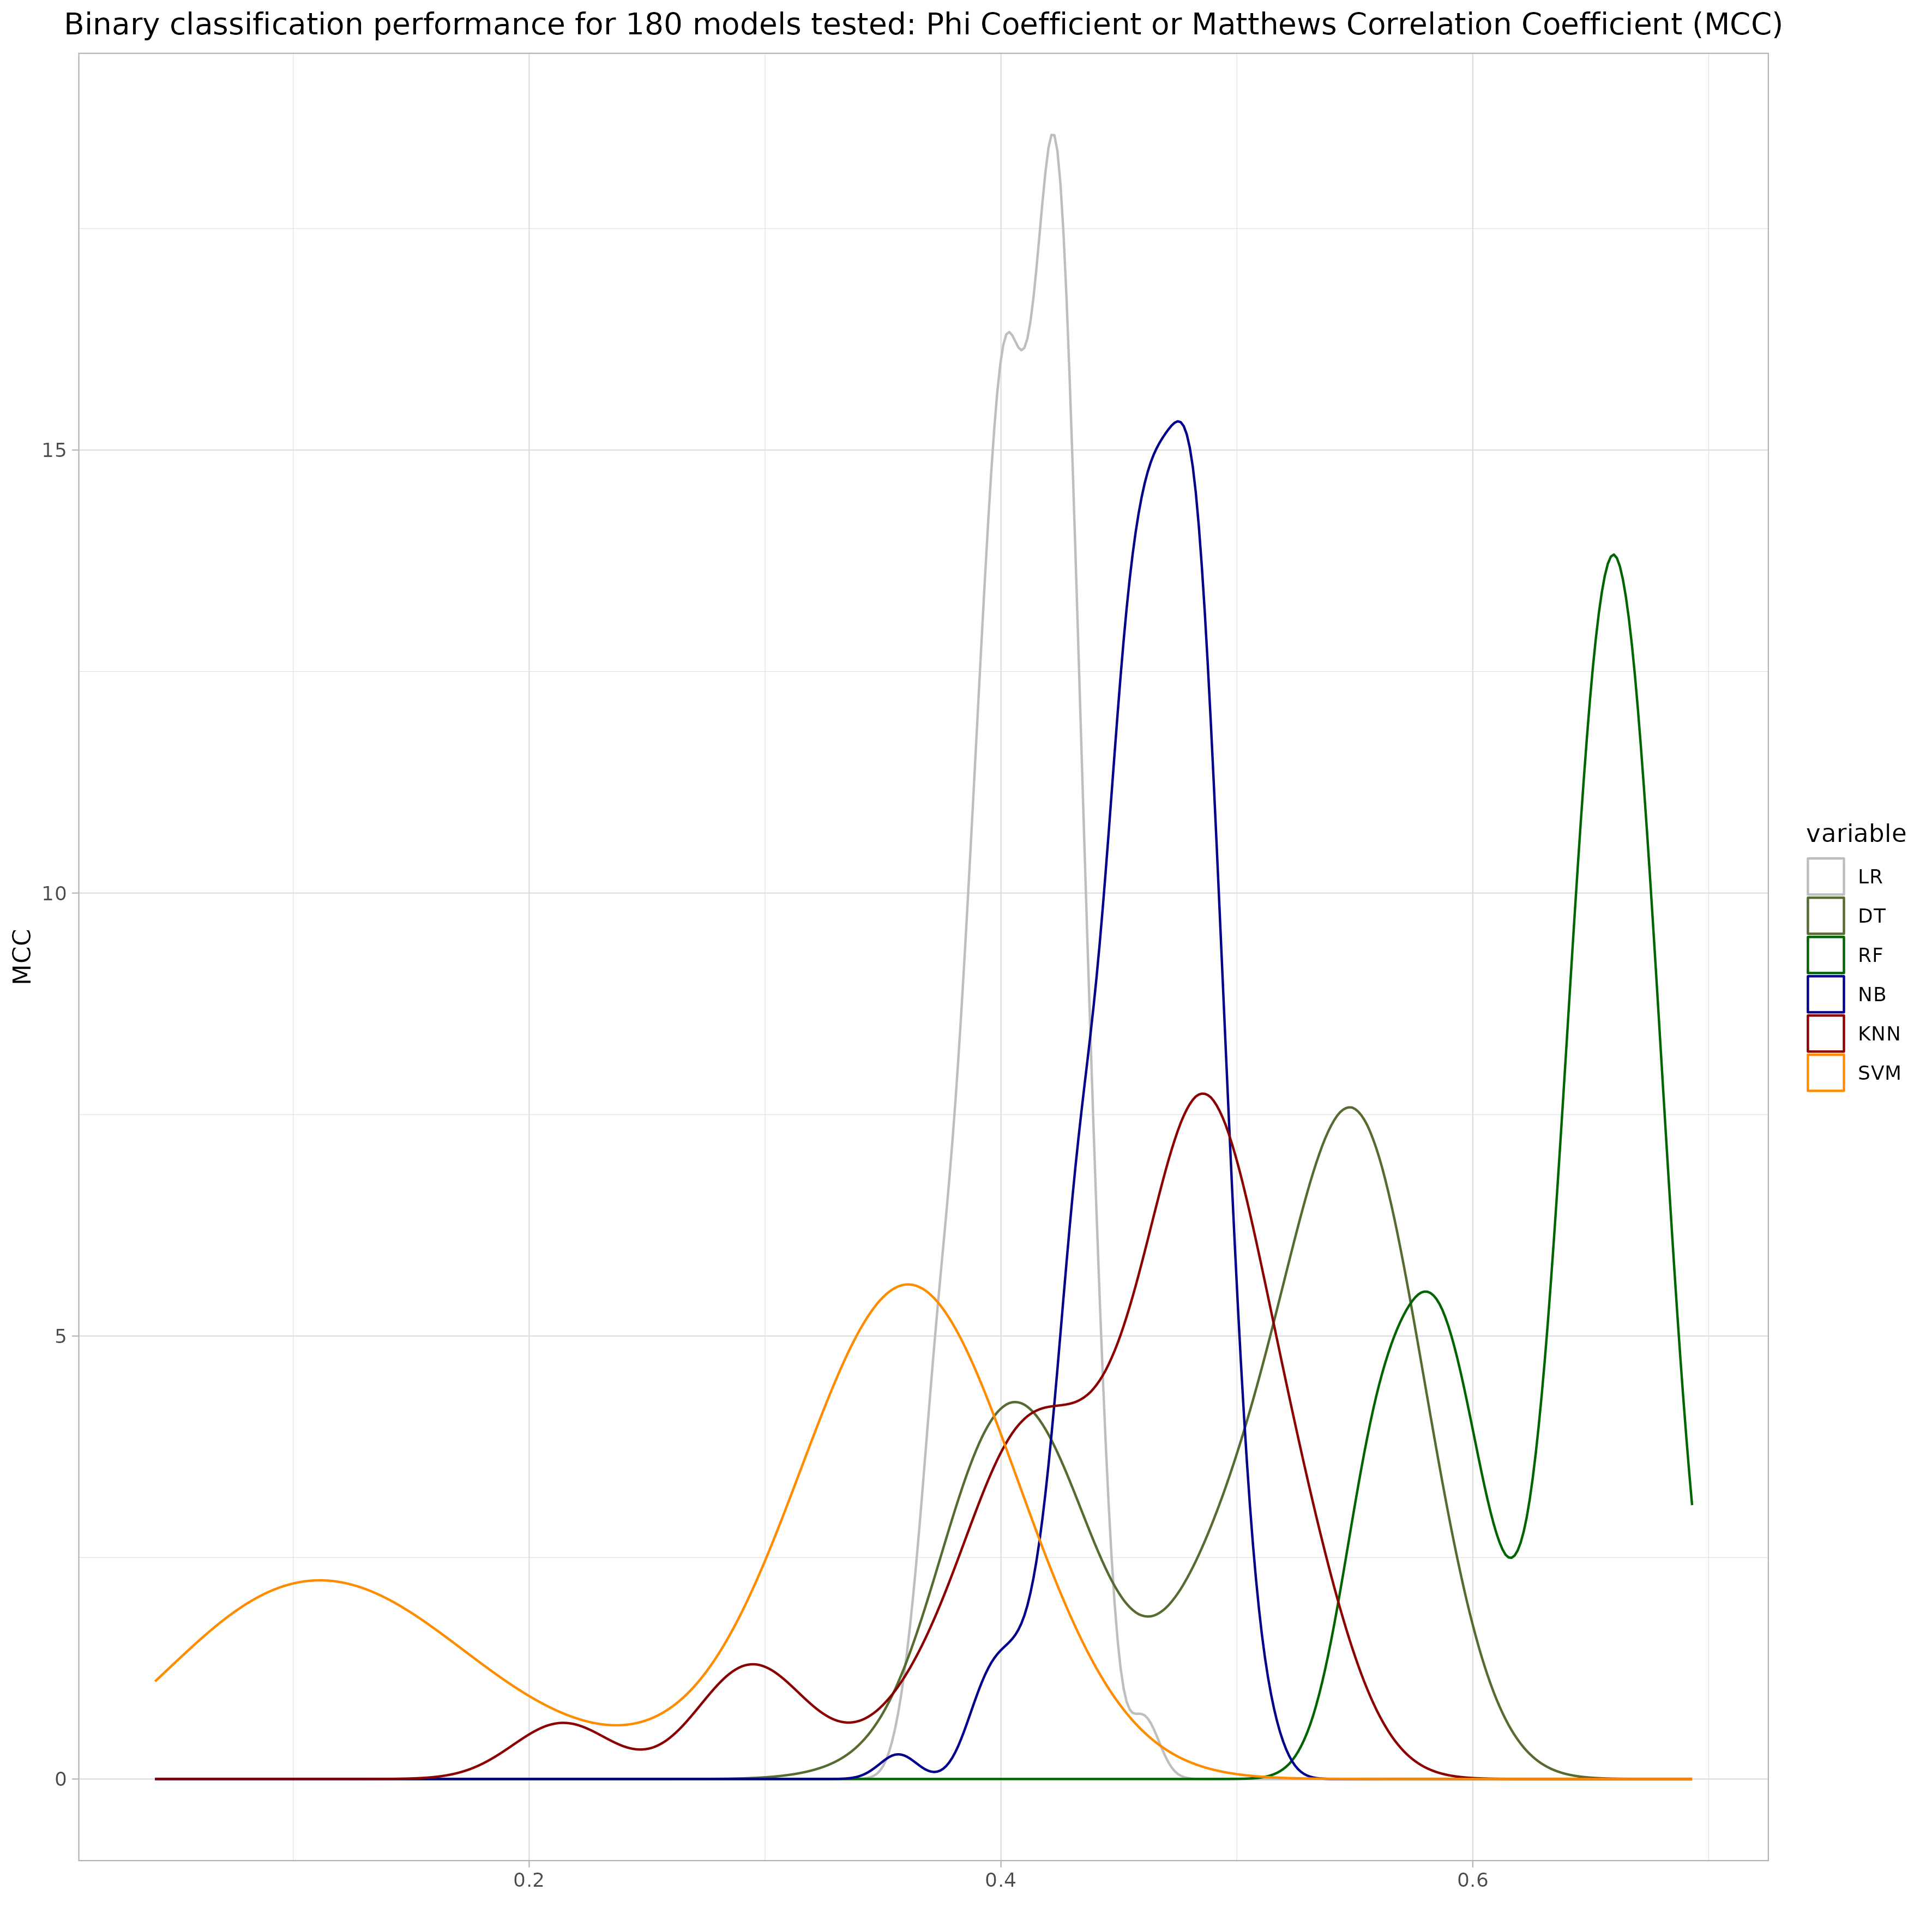 Binary classification performance for 180 models tested: Phi Coefficient or Matthews Correlation Coefficient (MCC)
15
10
5
0
MCC
0.2
0.4
0.6
variable
LR
DT
RF
NB
KNN
SVM